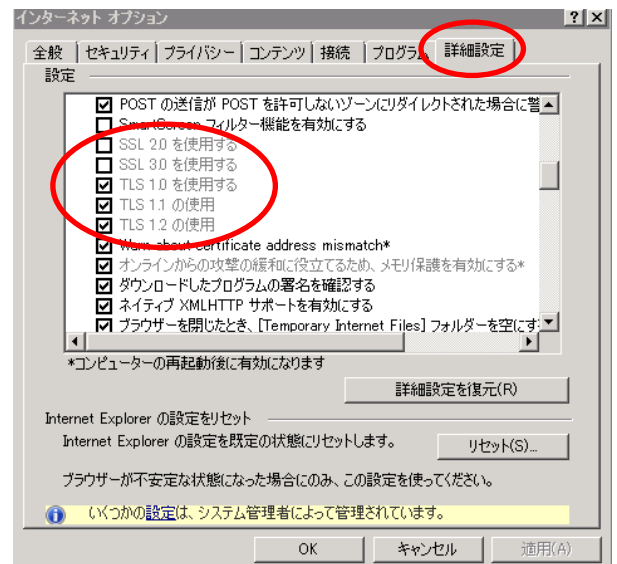 インターネット オプション
全般 セキュリティ プライバシー コンテンツ 接続 プログラム 詳細設定
設定
POST の送信が POST を許可しないゾーンにリダイレクトされた場合に警
SmartScreen フィルター機能を有効にする
SSL 2.0 を使用する
SSL 3.0 を使用する
TLS 1.0 を使用する
TLS 1.1 の使用
TLS 1.2 の使用
Warn about certificate address mismatch*
オンラインからの攻撃の緩和に役立てるため、メモリ保護を有効にする*
ダウンロードしたプログラムの署名を確認する
ネイティブ XMLHTTP サポートを有効にする
ブラウザーを閉じたとき、[Temporary Internet Files] フォルダーを空にす
*コンピューターの再起動後に有効になります
詳細設定を復元(R)
Internet Explorer の設定をリセット
Internet Explorer の設定を既定の状態にリセットします。
リセット(S)...
ブラウザーが不安定な状態になった場合にのみ、この設定を使ってください。
いくつかの設定は、システム管理者によって管理されています。
OK キャンセル 適用(A)